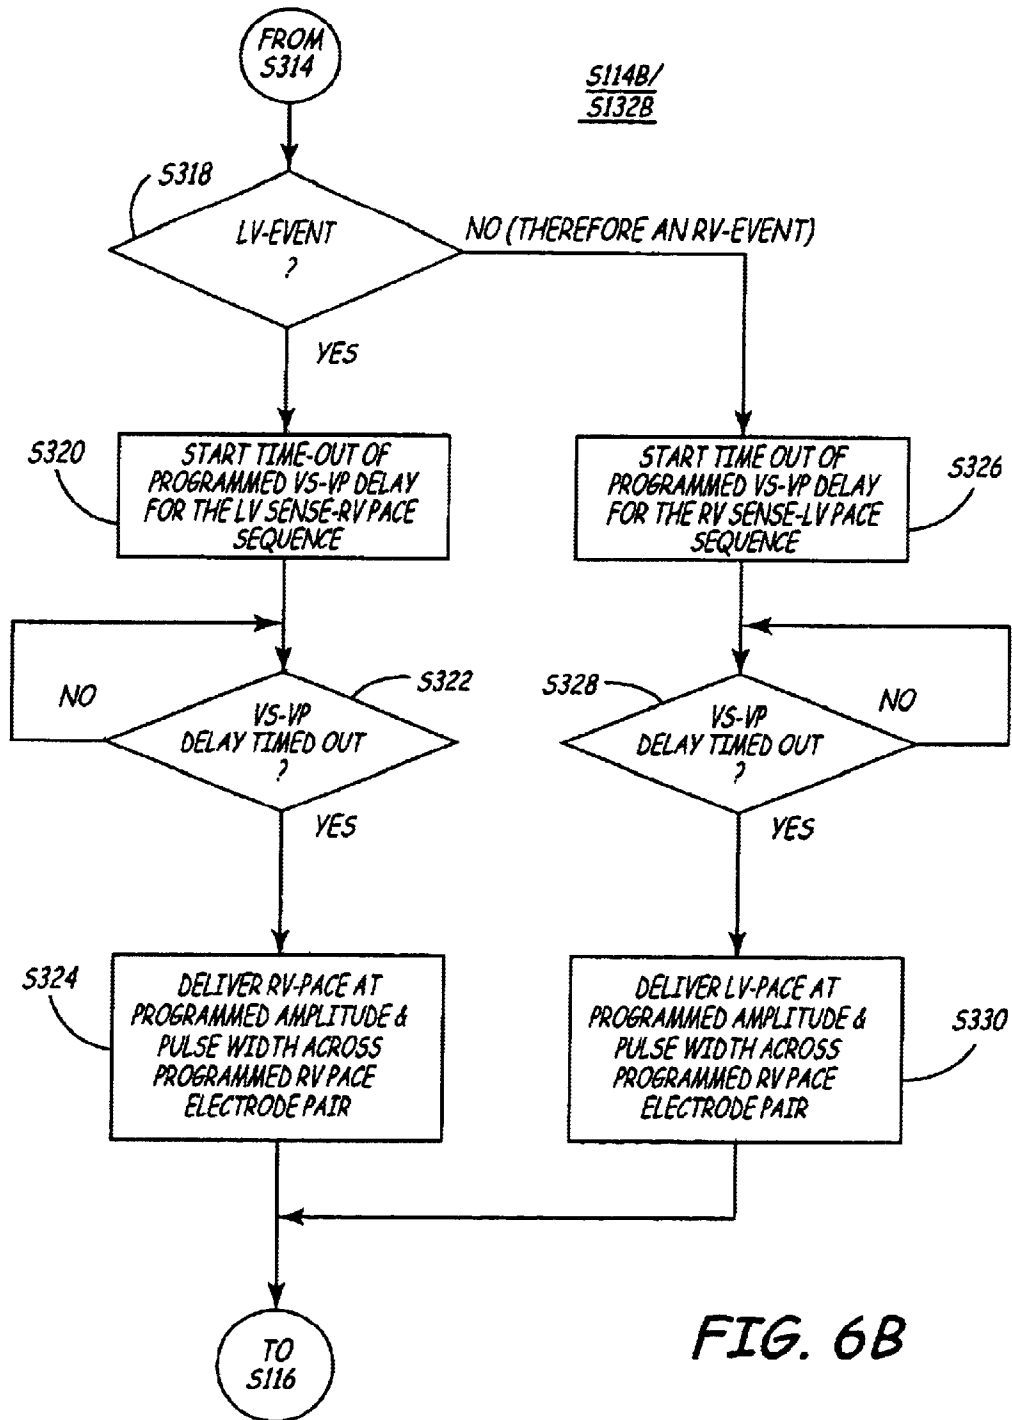 FROM
S314
S114B/
S132B
S318
LV-EVENT
?
NO (THEREFORE AN RV-EVENT)
YES
S320
START TIME-OUT OF
PROGRAMMED VS-VP DELAY
FOR THE LV SENSE-RV PACE
SEQUENCE
START TIME OUT OF
PROGRAMMED VS-VP DELAY
FOR THE RV SENSE-LV PACE
SEQUENCE
S326
NO
VS-VP
DELAY TIMED OUT
?
S322
YES
S328
VS-VP
DELAY TIMED OUT
?
NO
YES
S324
DELIVER RV-PACE AT
PROGRAMMED AMPLITUDE &
PULSE WIDTH ACROSS
PROGRAMMED RV PACE
ELECTRODE PAIR
DELIVER LV-PACE AT
PROGRAMMED AMPLITUDE &
PULSE WIDTH ACROSS
PROGRAMMED RV PACE
ELECTRODE PAIR
S330
TO
S116
FIG. 6B